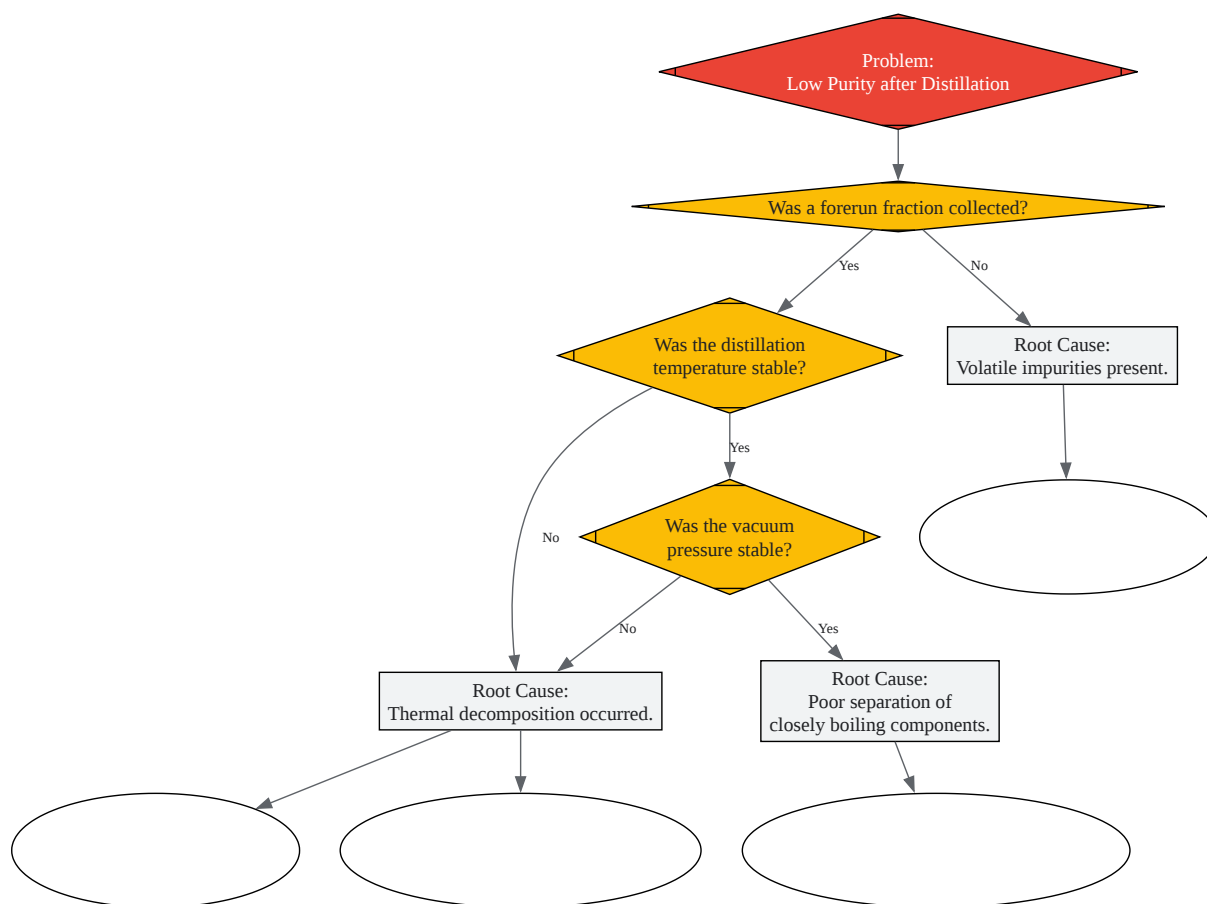 Problem:
Low Purity after Distillation
Was a forerun fraction collected?
Yes
No
Was the distillation
temperature stable?
Root Cause:
Volatile impurities present.
Yes
No
Was the vacuum
pressure stable?
No
Yes
Root Cause:
Thermal decomposition occurred.
Root Cause:
Poor separation of
closely boiling components.